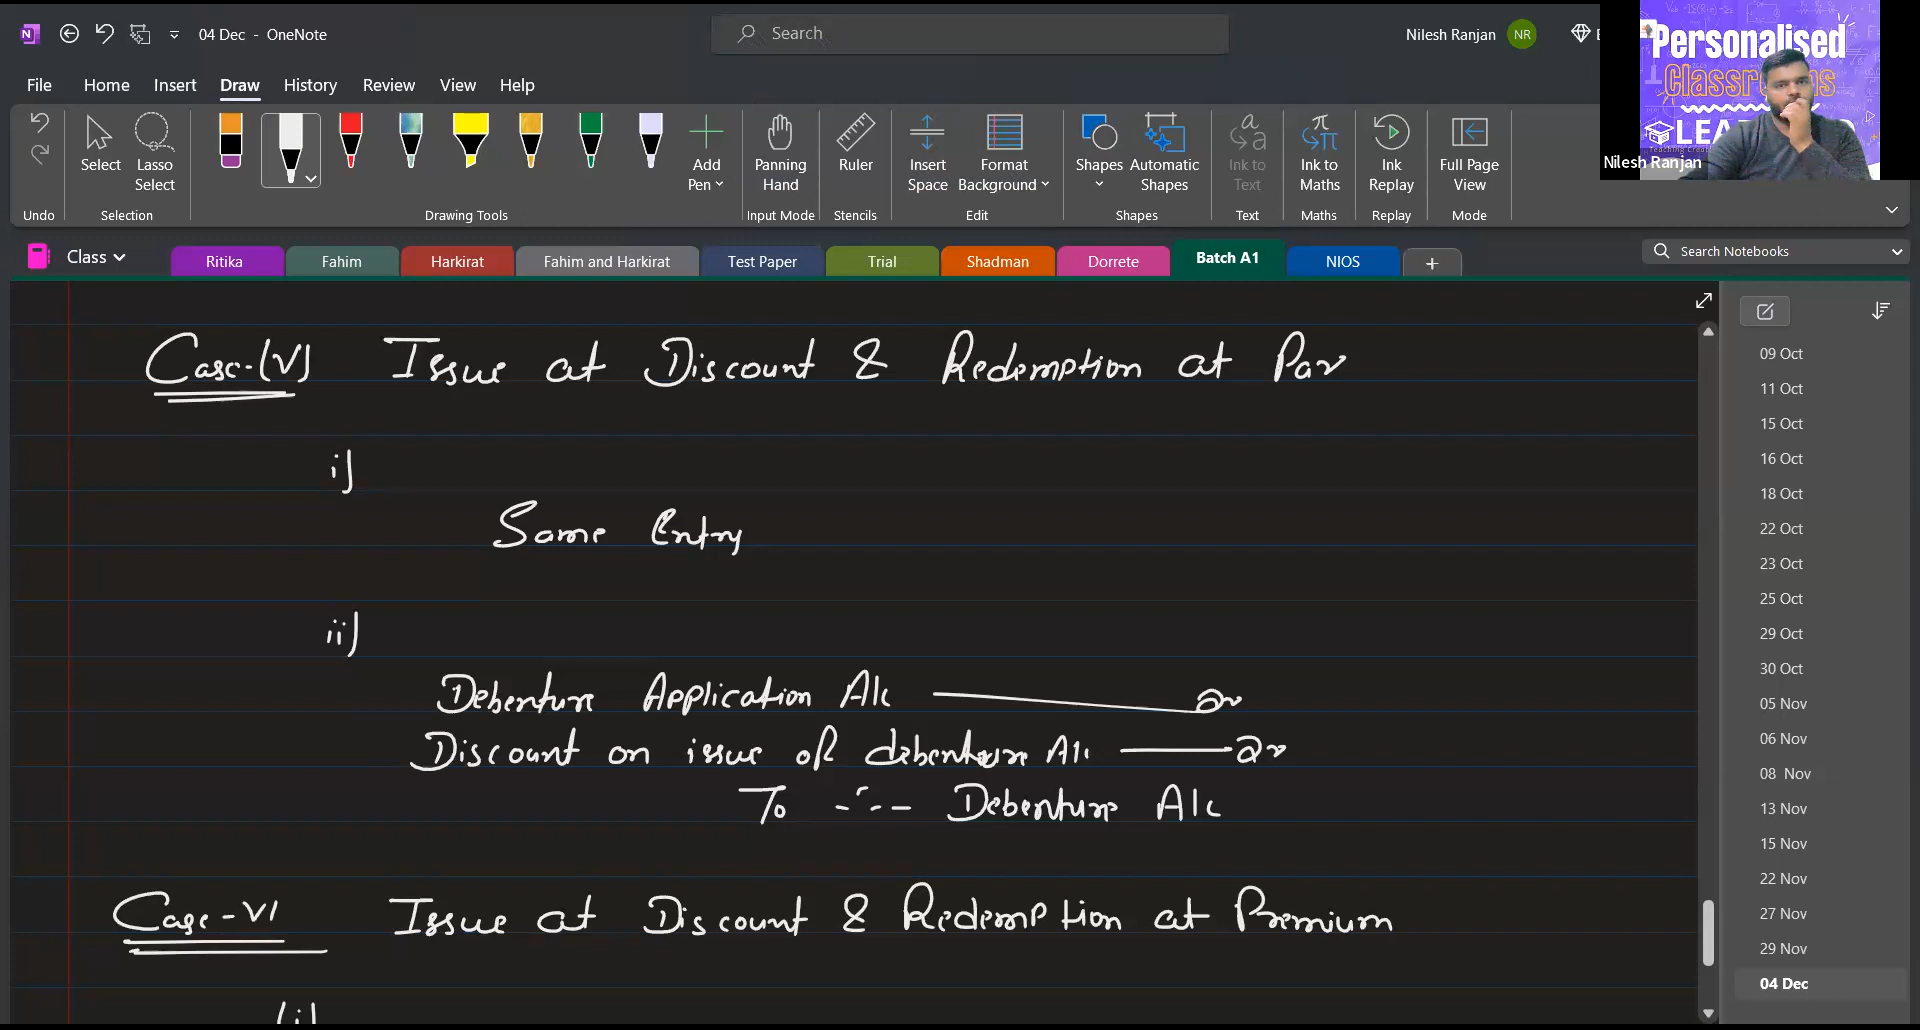 04 Dec - OneNote
Search
Nilesh Ranjan
NR
File Home Insert Draw History Review View Help
Select
Lasso Select
Add Pen
Panning Hand
Ruler
Insert Space
Format Background
Shapes
Automatic Shapes
Ink to Text
Ink to Maths
Ink Replay
Full Page View
Undo Selection Drawing Tools Input Mode Stencils Edit Shapes Text Maths Replay Mode
Personalised
Classrooms
Nilesh Ranjan
Class
Ritika Fahim Harkirat Fahim and Harkirat Test Paper Trial Shadman Dorrete Batch A1 NIOS +
Search Notebooks
Case-(V) Issue at Discount & Redemption at Par
i)
Same Entry
ii)
Debenture Application A/c Dr
Discount on issue of debenture A/c Dr
To ---- Debenture A/c
Case-VI Issue at Discount & Redemption at Premium
(i)
09 Oct
11 Oct
15 Oct
16 Oct
18 Oct
22 Oct
23 Oct
25 Oct
29 Oct
30 Oct
05 Nov
06 Nov
08 Nov
13 Nov
15 Nov
22 Nov
27 Nov
29 Nov
04 Dec